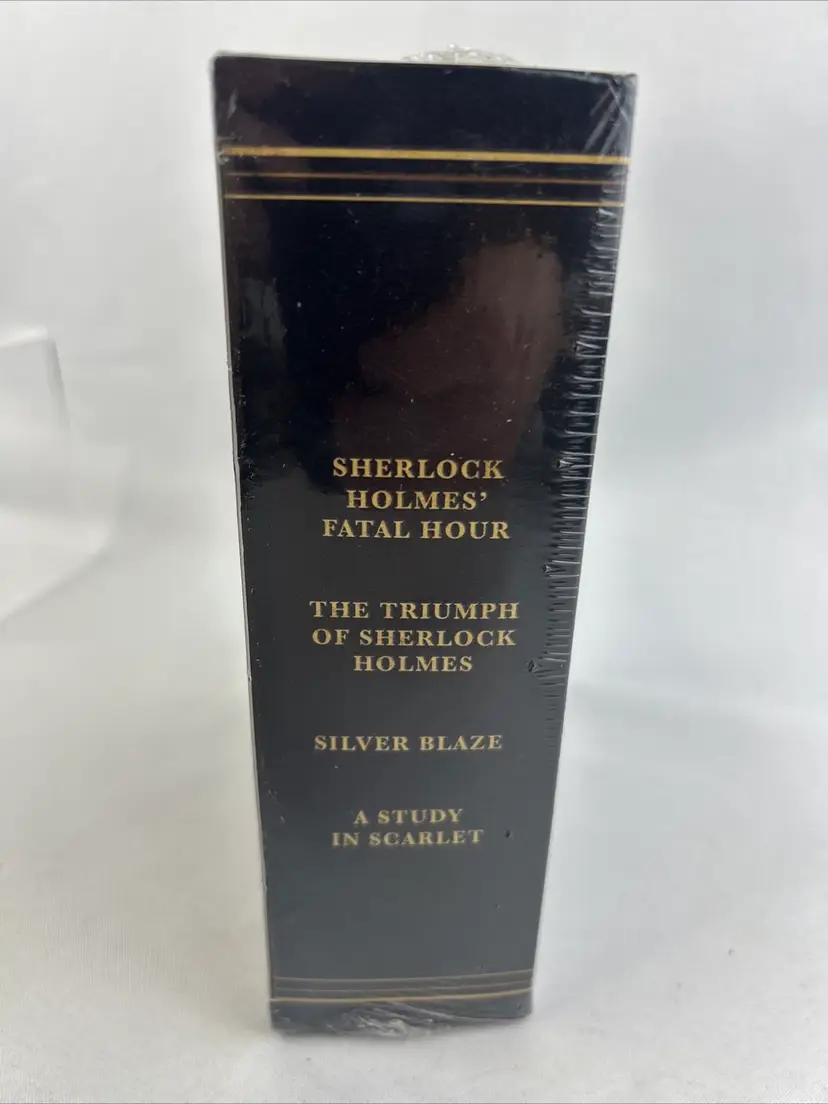 SHERLOCK
HOLMES'
FATAL HOUR
THE TRIUMPH
OF SHERLOCK
HOLMES
SILVER BLAZE
A STUDY
IN SCARLET